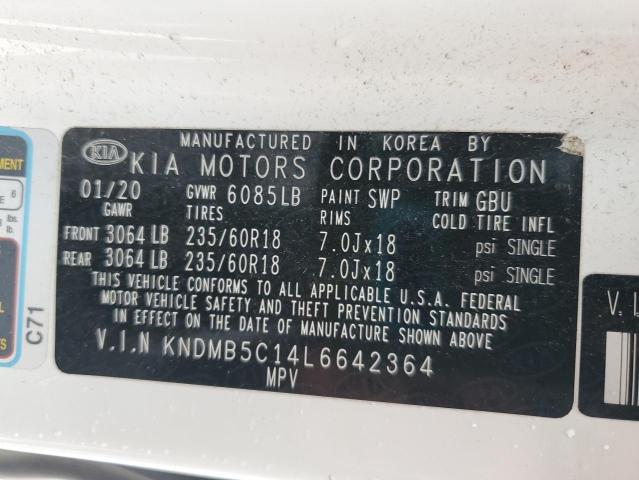 MANUFACTURED IN KOREA BY
KIA KIA MOTORS CORPORATION
01/20 GVWR 6085LB PAINT SWP TRIM GBU
GAWR TIRES RIMS COLD TIRE INFL
FRONT 3064 LB 235/60R18 7.0Jx18 psi SINGLE
REAR 3064 LB 235/60R18 7.0Jx18 psi SINGLE
THIS VEHICLE CONFORMS TO ALL APPLICABLE U.S.A. FEDERAL
MOTOR VEHICLE SAFETY AND THEFT PREVENTION STANDARDS
IN EFFECT ON THE DATE OF MANUFACTURE SHOWN ABOVE
V.I.N KNDMB5C14L6642364
MPV
C71
6
lbs.